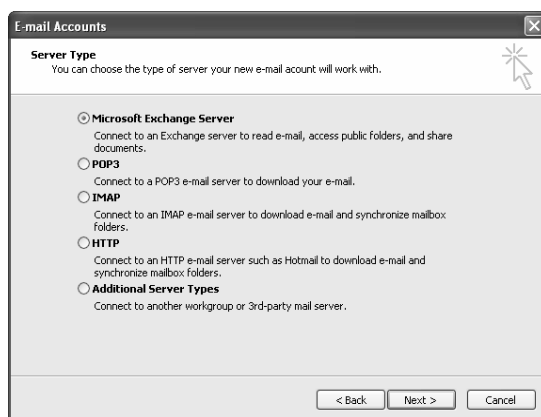 E-mail Accounts
Server Type
You can choose the type of server your new e-mail acount will work with.
Microsoft Exchange Server
Connect to an Exchange server to read e-mail, access public folders, and share
documents.
POP3
Connect to a POP3 e-mail server to download your e-mail.
IMAP
Connect to an IMAP e-mail server to download e-mail and synchronize mailbox
folders.
HTTP
Connect to an HTTP e-mail server such as Hotmail to download e-mail and
synchronize mailbox folders.
Additional Server Types
Connect to another workgroup or 3rd-party mail server.
< Back Next > Cancel